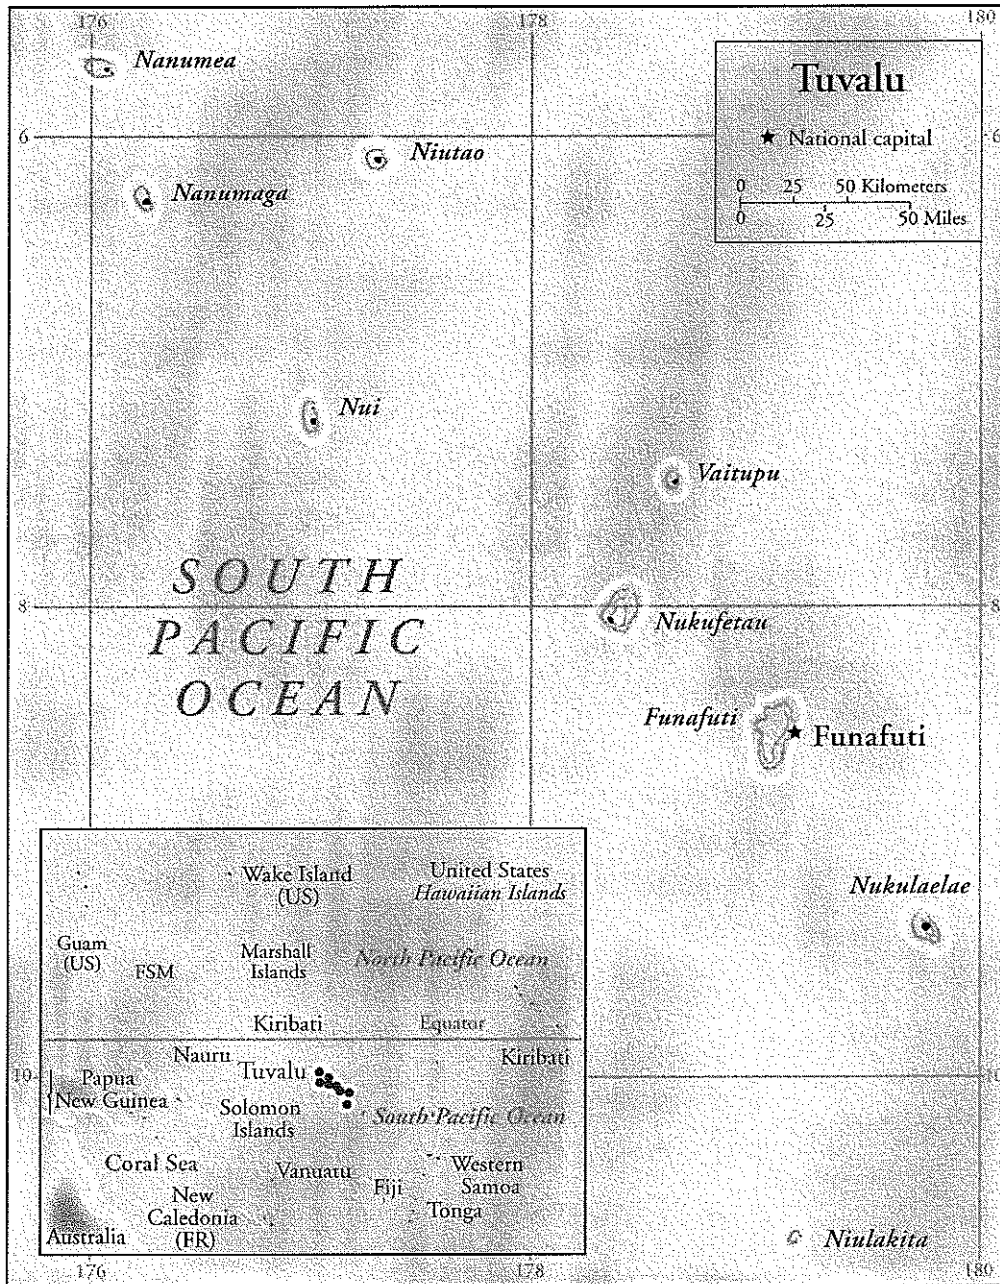 176
178
180
Nanumea
Tuvalu
★ National capital
0 25 50 Kilometers
0 25 50 Miles
6
6
Niutao
Nanumaga
Nui
Vaitupu
SOUTH
PACIFIC
OCEAN
8
8
Nukufetau
Funafuti
Funafuti
Nukulaelae
Wake Island
(US)
United States
Hawaiian Islands
Guam
(US)
FSM
Marshall
Islands
North Pacific Ocean
Kiribati
Equator
Nauru
Tuvalu
Kiribati
Papua
New Guinea
Solomon
Islands
South Pacific Ocean
Coral Sea
Vanuatu
Fiji
Western
Samoa
Tonga
New
Caledonia
(FR)
Australia
10
10
Niulakita
176
178
180